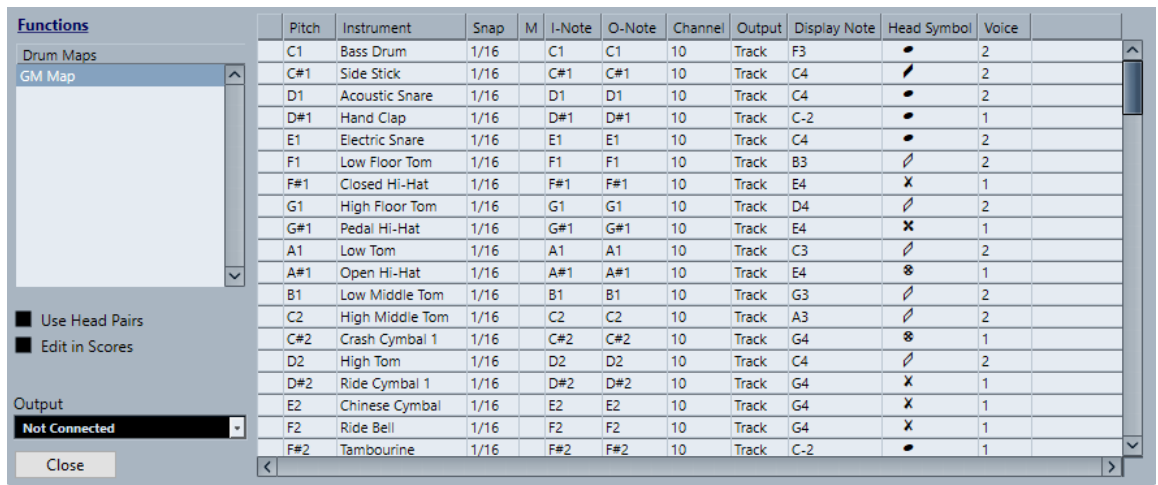 Functions
Drum Maps
GM Map
Use Head Pairs
Edit in Scores
Output
Not Connected
Close
Pitch Instrument Snap M I-Note O-Note Channel Output Display Note Head Symbol Voice
C1 Bass Drum 1/16 C1 C1 10 Track F3 2
C#1 Side Stick 1/16 C#1 C#1 10 Track C4 2
D1 Acoustic Snare 1/16 D1 D1 10 Track C4 2
D#1 Hand Clap 1/16 D#1 D#1 10 Track C-2 1
E1 Electric Snare 1/16 E1 E1 10 Track C4 2
F1 Low Floor Tom 1/16 F1 F1 10 Track B3 2
F#1 Closed Hi-Hat 1/16 F#1 F#1 10 Track E4 1
G1 High Floor Tom 1/16 G1 G1 10 Track D4 2
G#1 Pedal Hi-Hat 1/16 G#1 G#1 10 Track E4 1
A1 Low Tom 1/16 A1 A1 10 Track C3 2
A#1 Open Hi-Hat 1/16 A#1 A#1 10 Track E4 1
B1 Low Middle Tom 1/16 B1 B1 10 Track G3 2
C2 High Middle Tom 1/16 C2 C2 10 Track A3 2
C#2 Crash Cymbal 1 1/16 C#2 C#2 10 Track G4 1
D2 High Tom 1/16 D2 D2 10 Track C4 2
D#2 Ride Cymbal 1 1/16 D#2 D#2 10 Track G4 1
E2 Chinese Cymbal 1/16 E2 E2 10 Track G4 1
F2 Ride Bell 1/16 F2 F2 10 Track G4 1
F#2 Tambourine 1/16 F#2 F#2 10 Track C-2 1